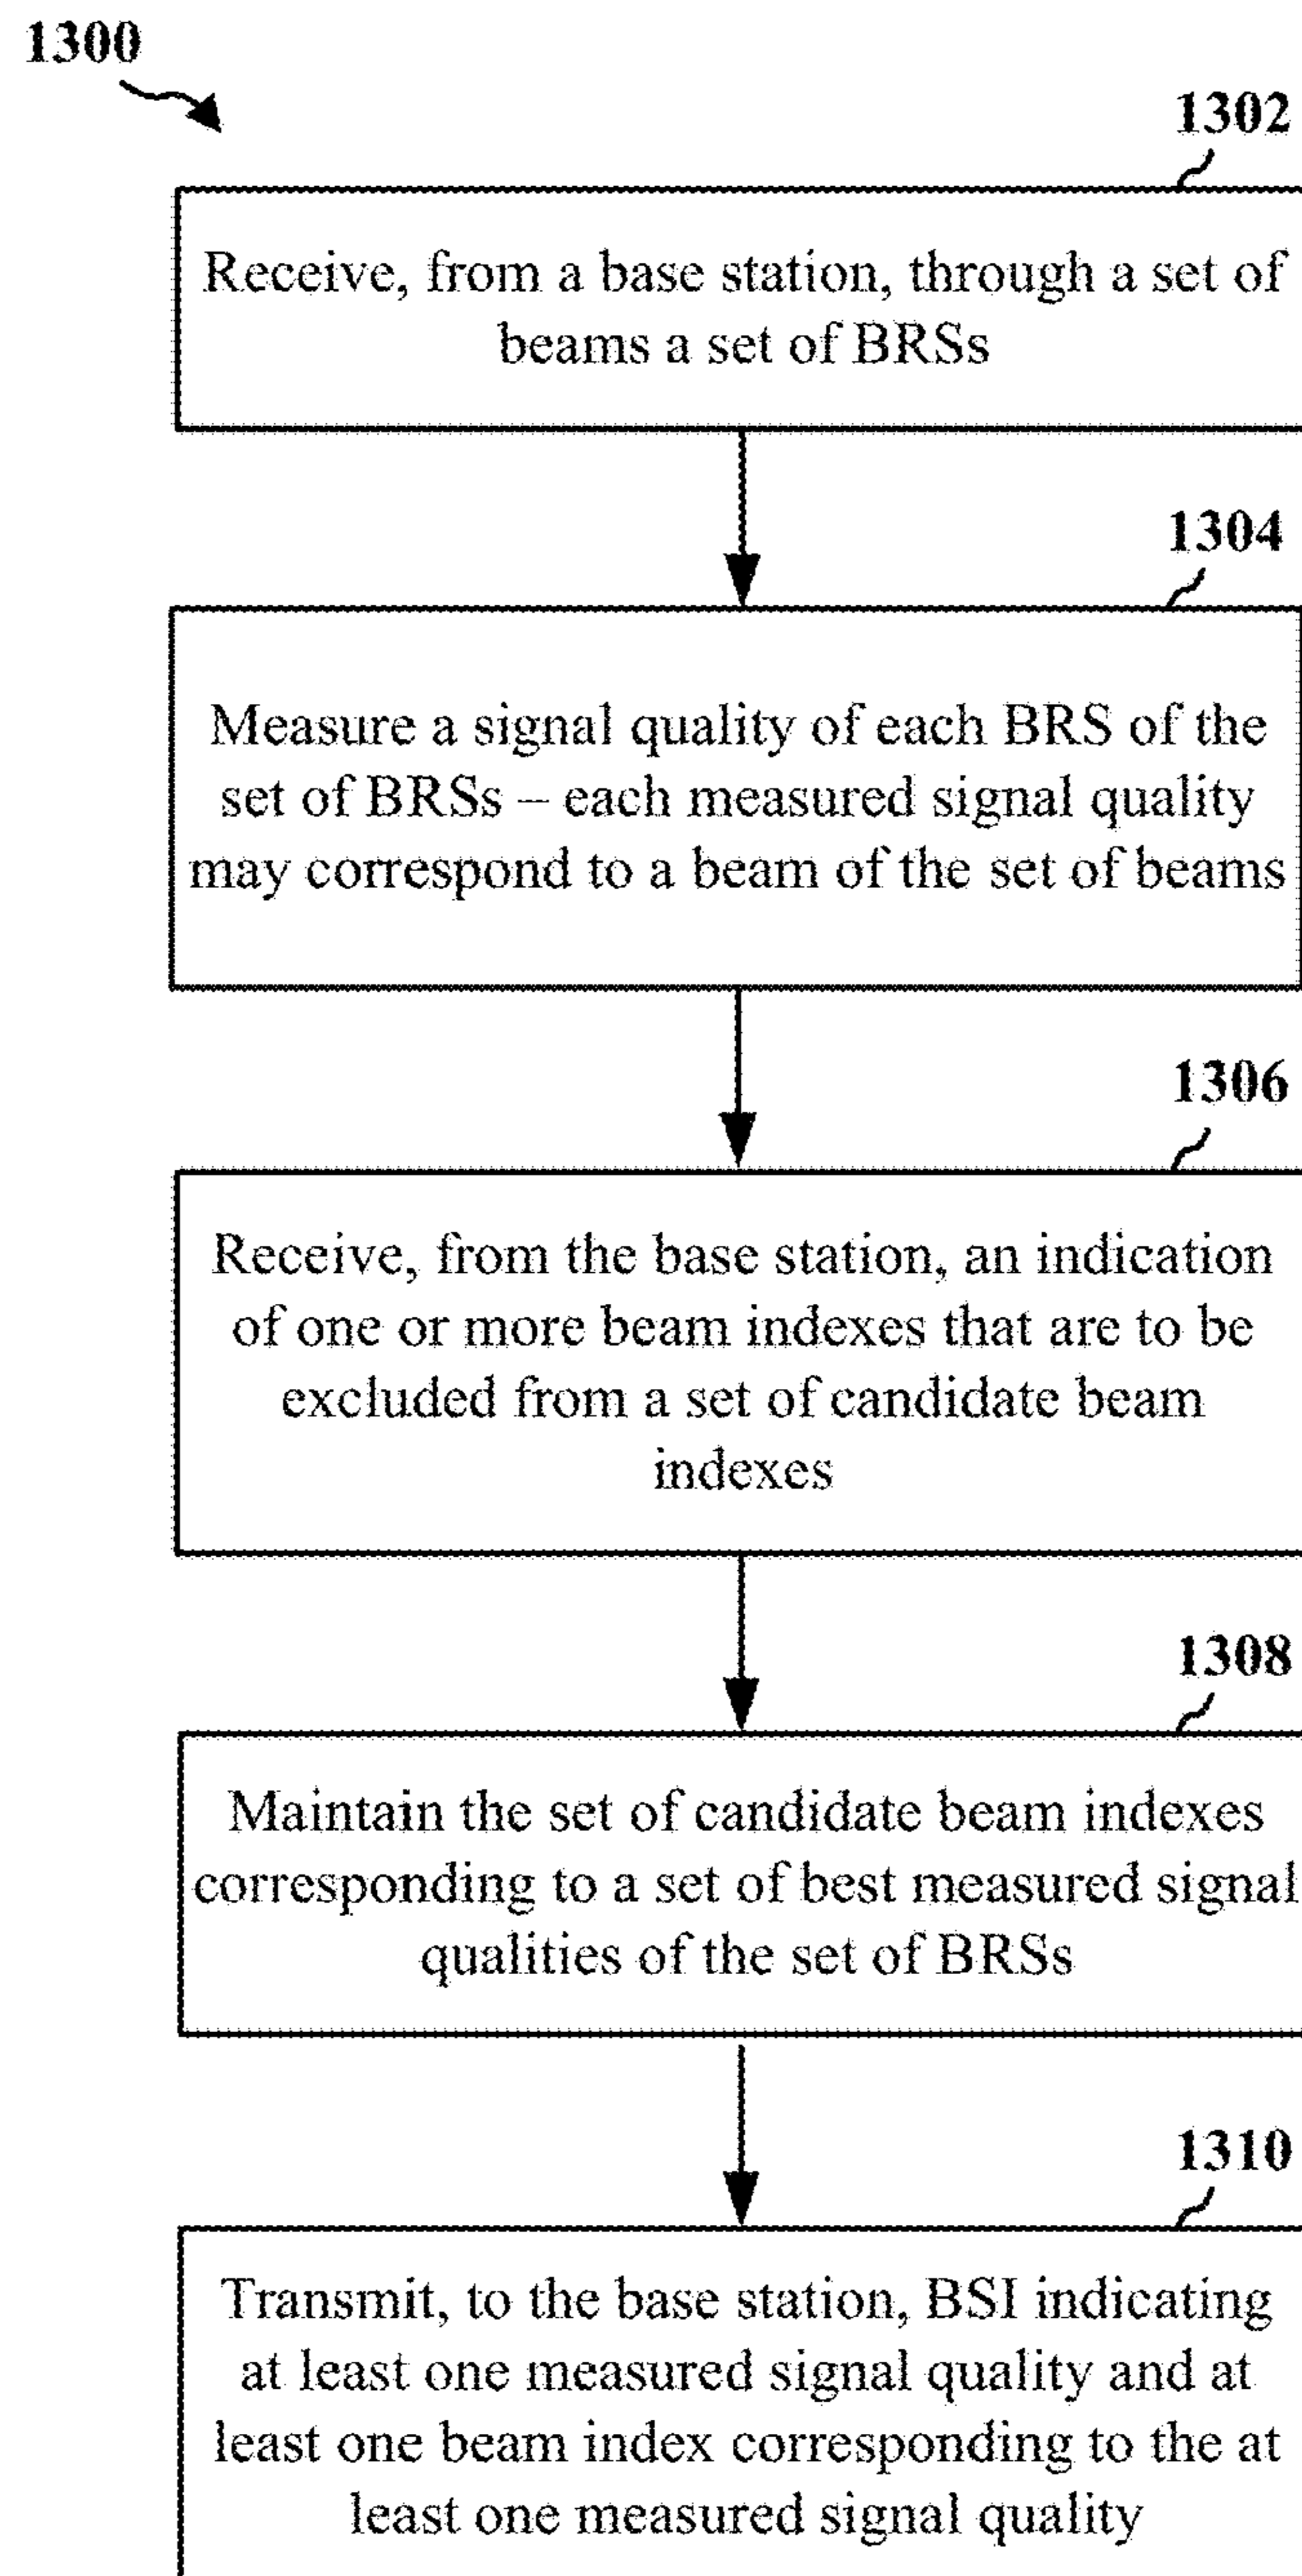 1300
1302
Receive, from a base station, through a set of
beams a set of BRSs
1304
Measure a signal quality of each BRS of the
set of BRSs – each measured signal quality
may correspond to a beam of the set of beams
1306
Receive, from the base station, an indication
of one or more beam indexes that are to be
excluded from a set of candidate beam
indexes
1308
Maintain the set of candidate beam indexes
corresponding to a set of best measured signal
qualities of the set of BRSs
1310
Transmit, to the base station, BSI indicating
at least one measured signal quality and at
least one beam index corresponding to the at
least one measured signal quality